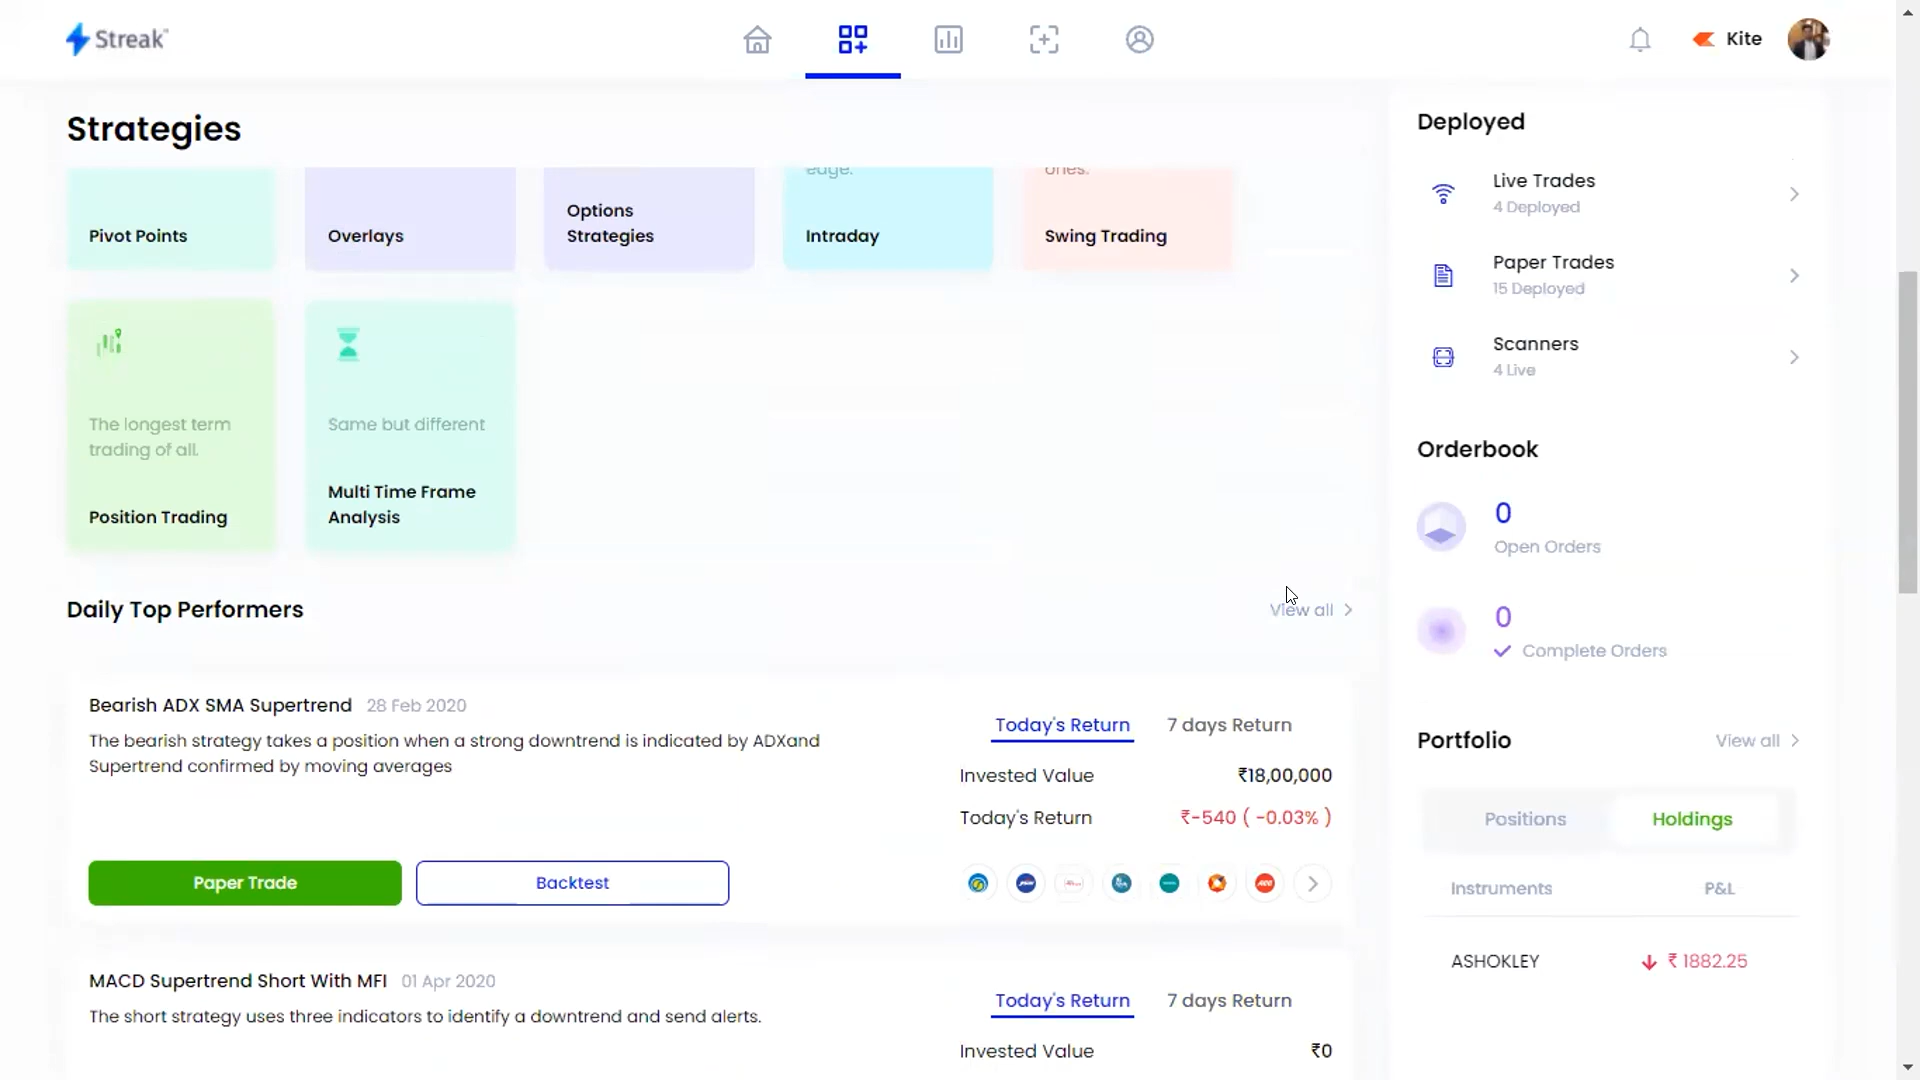 Streak
Kite
Strategies
edge.
ones.
Pivot Points
Overlays
Options
Strategies
Intraday
Swing Trading
The longest term
trading of all.
Position Trading
Same but different
Multi Time Frame
Analysis
Daily Top Performers
View all
Bearish ADX SMA Supertrend 28 Feb 2020
The bearish strategy takes a position when a strong downtrend is indicated by ADXand
Supertrend confirmed by moving averages
Paper Trade
Backtest
Today's Return 7 days Return
Invested Value ₹18,00,000
Today's Return ₹-540 ( -0.03% )
MACD Supertrend Short With MFI 01 Apr 2020
The short strategy uses three indicators to identify a downtrend and send alerts.
Today's Return 7 days Return
Invested Value ₹0
Deployed
Live Trades
4 Deployed
Paper Trades
15 Deployed
Scanners
4 Live
Orderbook
0
Open Orders
0
Complete Orders
Portfolio
View all
Positions
Holdings
Instruments P&L
ASHOKLEY ₹ 1882.25